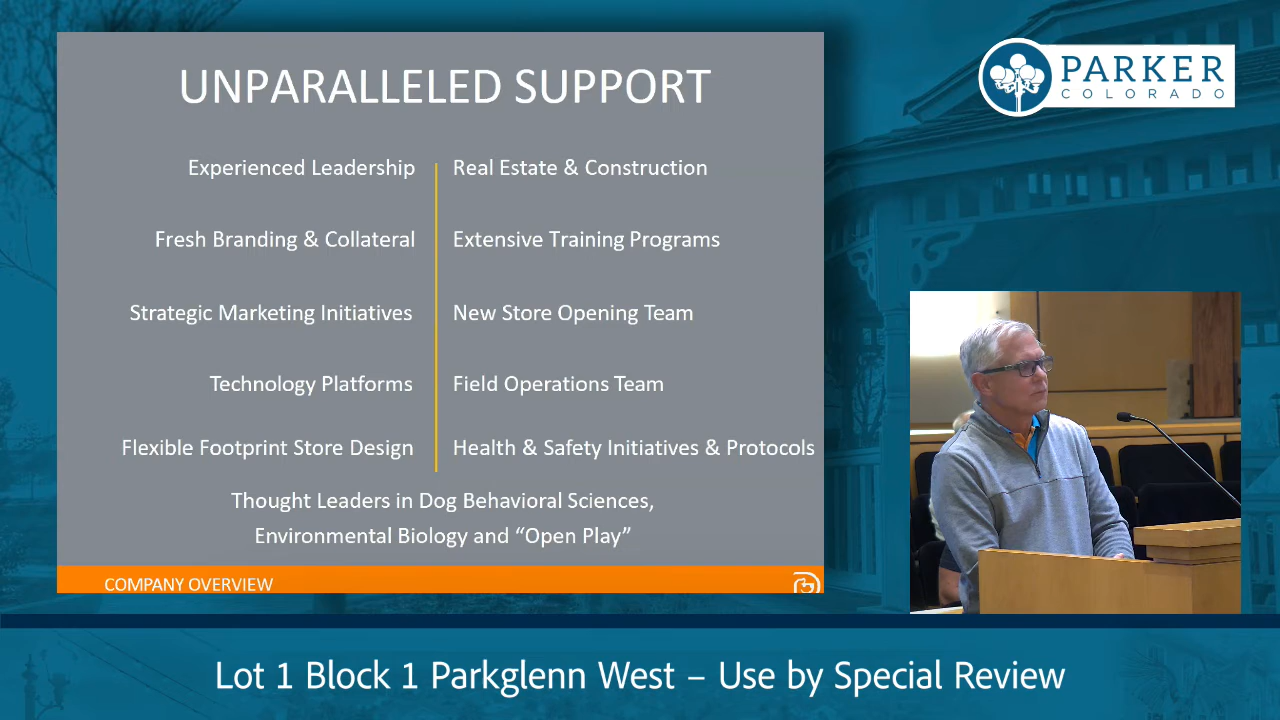 UNPARALLELED SUPPORT
Experienced Leadership
Real Estate & Construction
Fresh Branding & Collateral
Extensive Training Programs
Strategic Marketing Initiatives
New Store Opening Team
Technology Platforms
Field Operations Team
Flexible Footprint Store Design
Health & Safety Initiatives & Protocols
Thought Leaders in Dog Behavioral Sciences,
Environmental Biology and “Open Play”
COMPANY OVERVIEW
PARKER
COLORADO
Lot 1 Block 1 Parkglenn West – Use by Special Review